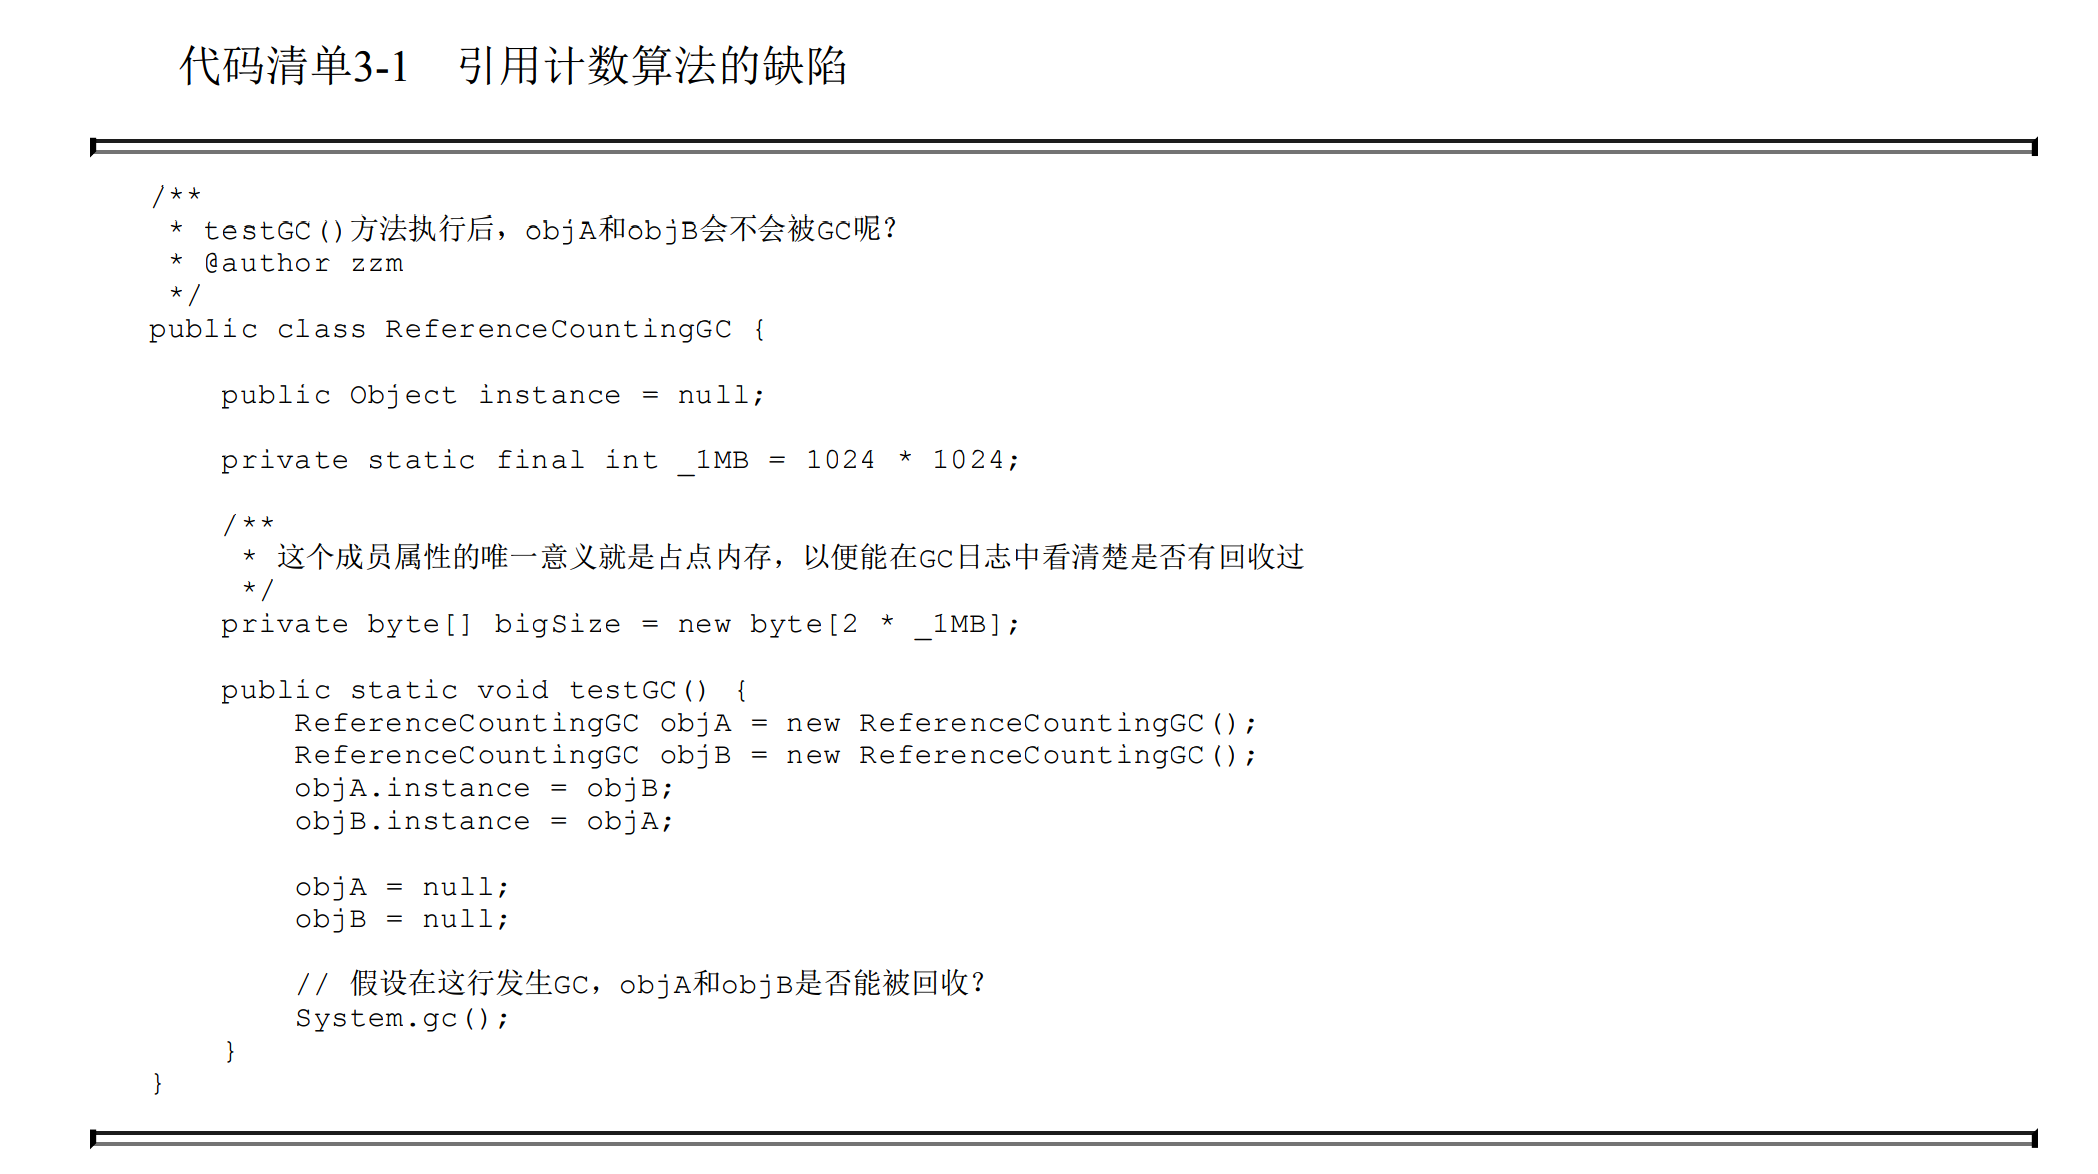 代码清单3-1 引用计数算法的缺陷
/**
 * testGC()方法执行后，objA和objB会不会被GC呢？
 * @author zzm
 */
public class ReferenceCountingGC {
    public Object instance = null;
    private static final int _1MB = 1024 * 1024;
    /**
     * 这个成员属性的唯一意义就是占点内存，以便能在GC日志中看清楚是否有回收过
     */
    private byte[] bigSize = new byte[2 * _1MB];
    public static void testGC() {
        ReferenceCountingGC objA = new ReferenceCountingGC();
        ReferenceCountingGC objB = new ReferenceCountingGC();
        objA.instance = objB;
        objB.instance = objA;
        objA = null;
        objB = null;
        // 假设在这行发生GC，objA和objB是否能被回收？
        System.gc();
    }
}